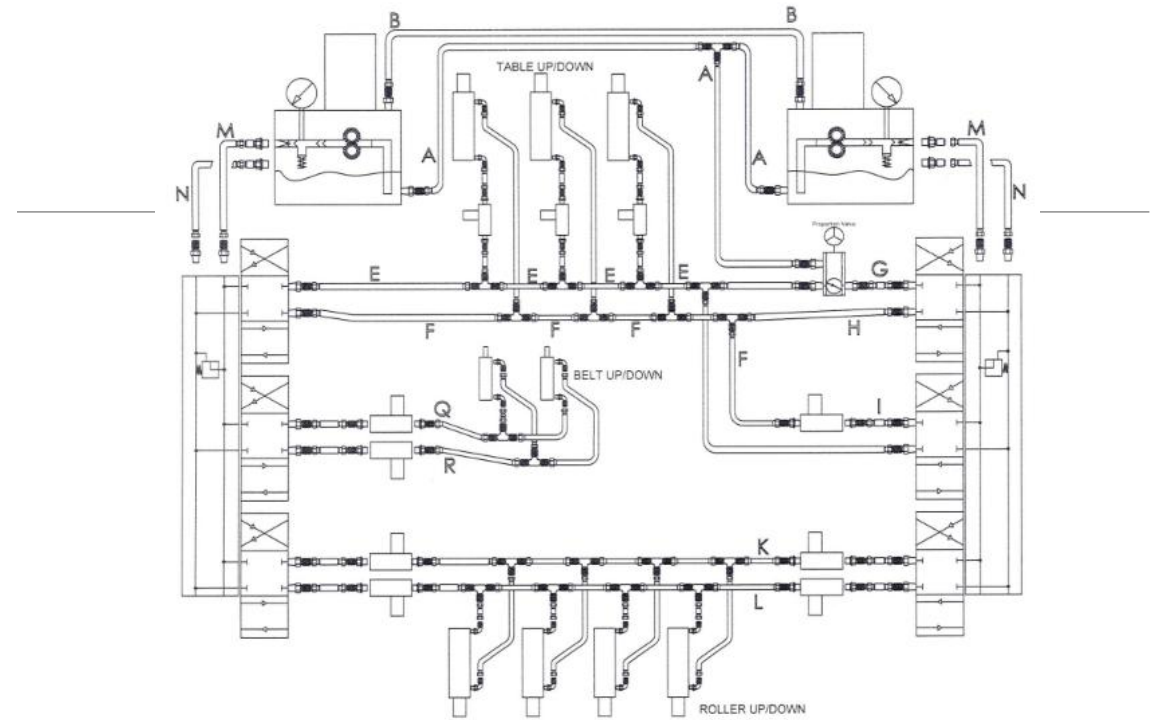 B B
TABLE UP/DOWN
A
M A A M
N N
Proportion Valve
E E E E G
F F F F H
BELT UP/DOWN
Q I
R
K
L
ROLLER UP/DOWN